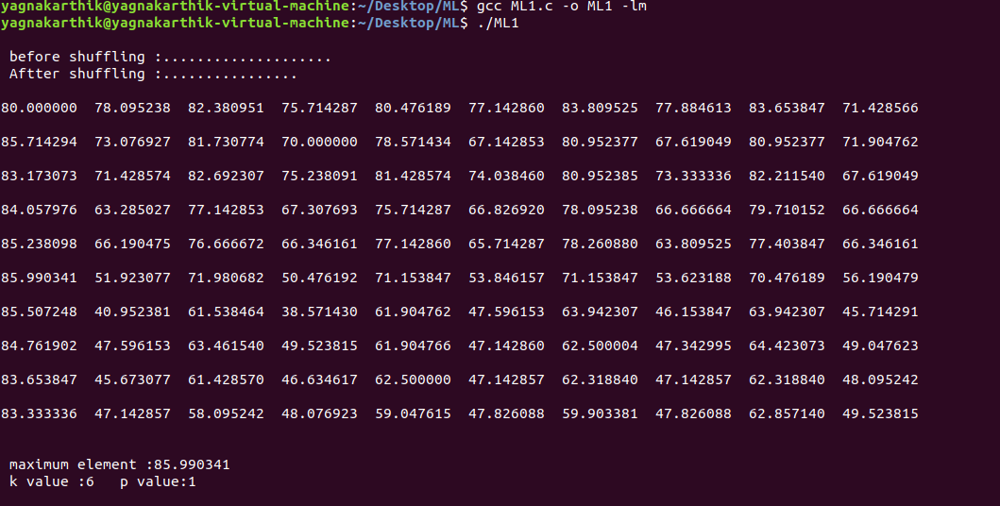 yagnakarthik@yagnakarthik-virtual-machine:~/Desktop/ML$ gcc ML1.c -o ML1 -lm
yagnakarthik@yagnakarthik-virtual-machine:~/Desktop/ML$ ./ML1
before shuffling :....................
Aftter shuffling :................
80.000000 78.095238 82.380951 75.714287 80.476189 77.142860 83.809525 77.884613 83.653847 71.428566
85.714294 73.076927 81.730774 70.000000 78.571434 67.142853 80.952377 67.619049 80.952377 71.904762
83.173073 71.428574 82.692307 75.238091 81.428574 74.038460 80.952385 73.333336 82.211540 67.619049
84.057976 63.285027 77.142853 67.307693 75.714287 66.826920 78.095238 66.666664 79.710152 66.666664
85.238098 66.190475 76.666672 66.346161 77.142860 65.714287 78.260880 63.809525 77.403847 66.346161
85.990341 51.923077 71.980682 50.476192 71.153847 53.846157 71.153847 53.623188 70.476189 56.190479
85.507248 40.952381 61.538464 38.571430 61.904762 47.596153 63.942307 46.153847 63.942307 45.714291
84.761902 47.596153 63.461540 49.523815 61.904766 47.142860 62.500004 47.342995 64.423073 49.047623
83.653847 45.673077 61.428570 46.634617 62.500000 47.142857 62.318840 47.142857 62.318840 48.095242
83.333336 47.142857 58.095242 48.076923 59.047615 47.826088 59.903381 47.826088 62.857140 49.523815
maximum element :85.990341
k value :6 p value:1